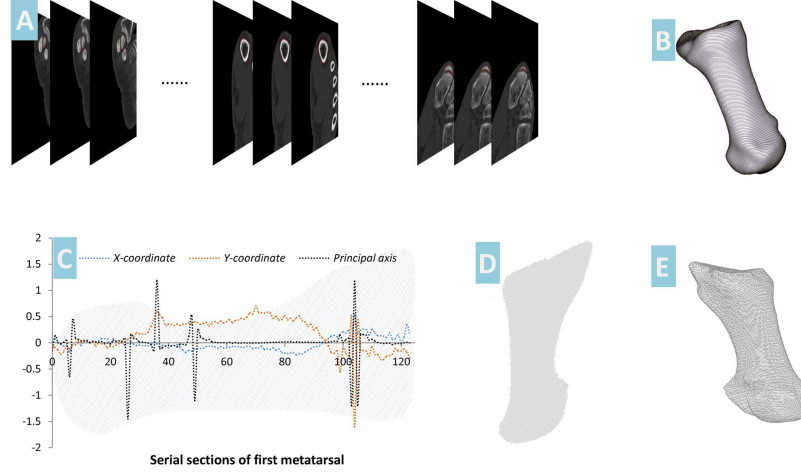 A
......
......
B
C
2
1.5
1
0.5
0
-0.5
-1
-1.5
-2
X-coordinate Y-coordinate Principal axis
0 20 40 60 80 100 120
Serial sections of first metatarsal
D
E